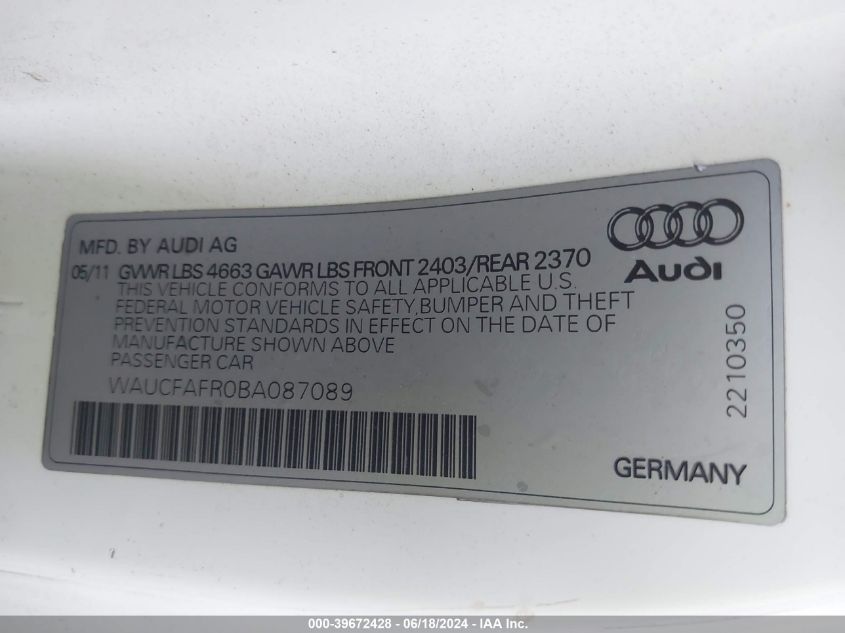 MFD. BY AUDI AG
05/11 GVWR LBS 4663 GAWR LBS FRONT 2403/REAR 2370
THIS VEHICLE CONFORMS TO ALL APPLICABLE U.S.
FEDERAL MOTOR VEHICLE SAFETY,BUMPER AND THEFT
PREVENTION STANDARDS IN EFFECT ON THE DATE OF
MANUFACTURE SHOWN ABOVE
PASSENGER CAR
WAUCFAFR0BA087089
Audi
2210350
GERMANY
000-39672428 - 06/18/2024 - IAA Inc.